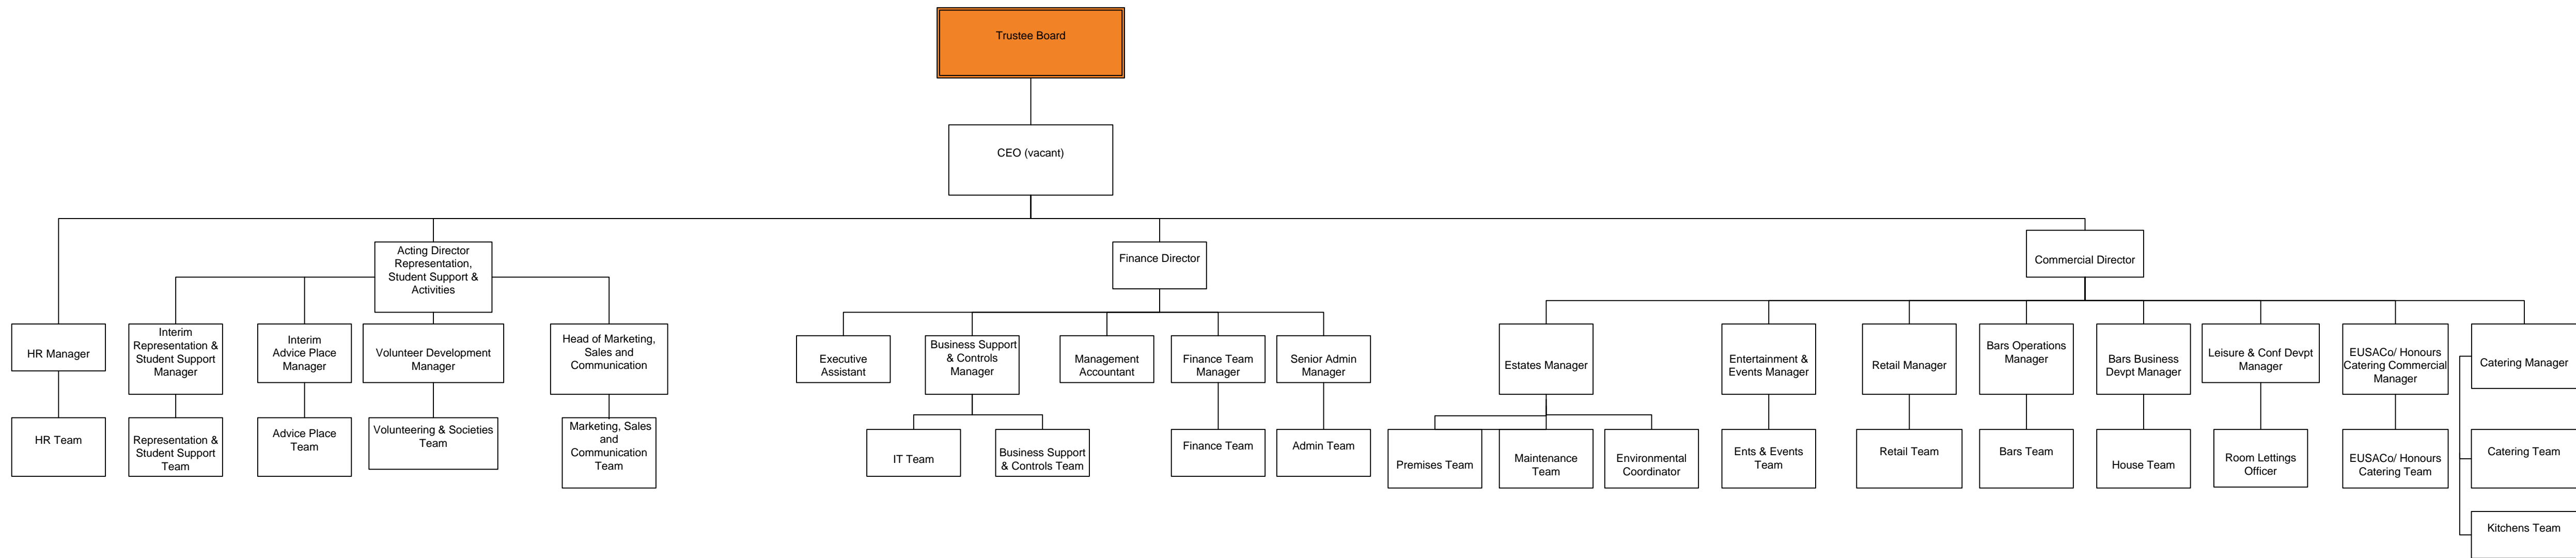 Trustee Board
CEO (vacant)
Acting Director
Representation,
Student Support &
Activities
Finance Director
Commercial Director
HR Manager
Interim
Representation &
Student Support
Manager
Interim
Advice Place
Manager
Volunteer Development
Manager
Head of Marketing,
Sales and
Communication
Executive
Assistant
Business Support
& Controls
Manager
Management
Accountant
Finance Team
Manager
Senior Admin
Manager
Estates Manager
Entertainment &
Events Manager
Retail Manager
Bars Operations
Manager
Bars Business
Devpt Manager
Leisure & Conf Devpt
Manager
EUSACo/ Honours
Catering Commercial
Manager
Catering Manager
HR Team
Representation &
Student Support
Team
Advice Place
Team
Volunteering & Societies
Team
Marketing, Sales
and
Communication
Team
IT Team
Business Support
& Controls Team
Finance Team
Admin Team
Premises Team
Maintenance
Team
Environmental
Coordinator
Ents & Events
Team
Retail Team
Bars Team
House Team
Room Lettings
Officer
EUSACo/ Honours
Catering Team
Catering Team
Kitchens Team